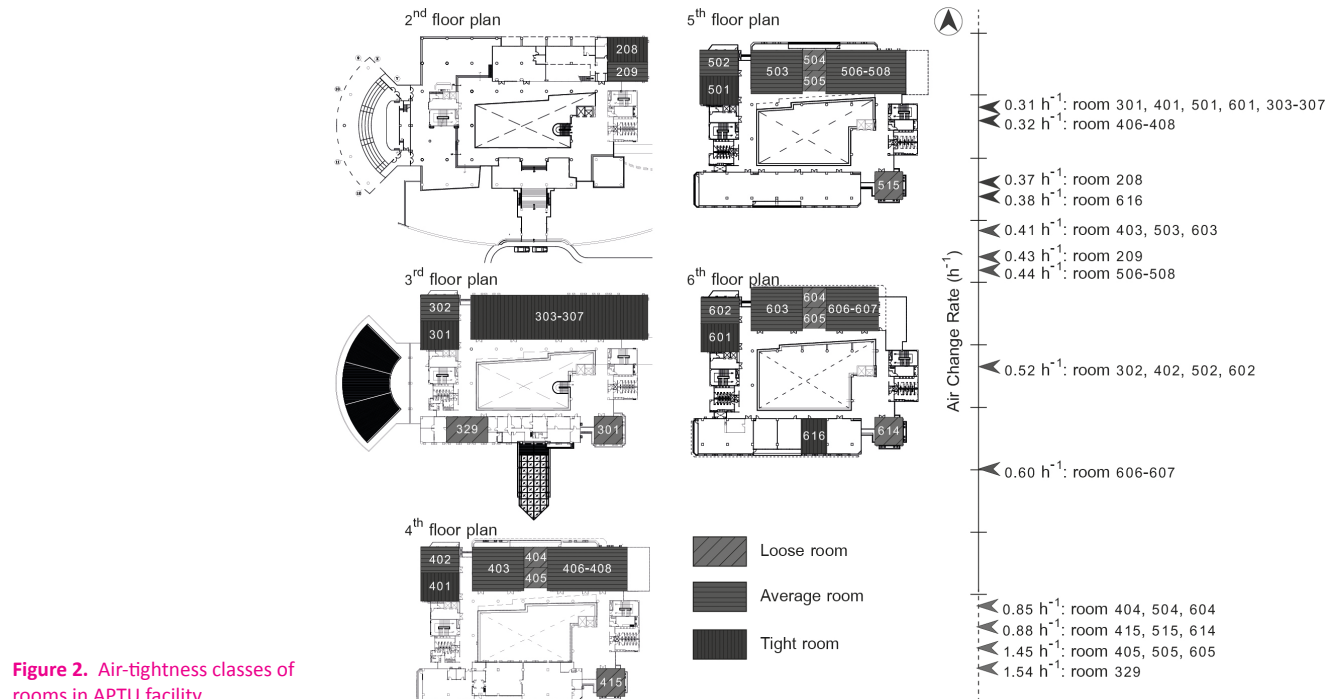 2nd floor plan
208
209
9
8
7
10
11
12
5th floor plan
502
501
503
504
505
506-508
515
3rd floor plan
302
301
303-307
329
301
6th floor plan
602
601
603
604
605
606-607
616
614
4th floor plan
402
401
403
404
405
406-408
415
Loose room
Average room
Tight room
Air Change Rate (h-1)
0.31 h-1: room 301, 401, 501, 601, 303-307
0.32 h-1: room 406-408
0.37 h-1: room 208
0.38 h-1: room 616
0.41 h-1: room 403, 503, 603
0.43 h-1: room 209
0.44 h-1: room 506-508
0.52 h-1: room 302, 402, 502, 602
0.60 h-1: room 606-607
0.85 h-1: room 404, 504, 604
0.88 h-1: room 415, 515, 614
1.45 h-1: room 405, 505, 605
1.54 h-1: room 329
Figure 2. Air-tightness classes of
rooms in APTU facility